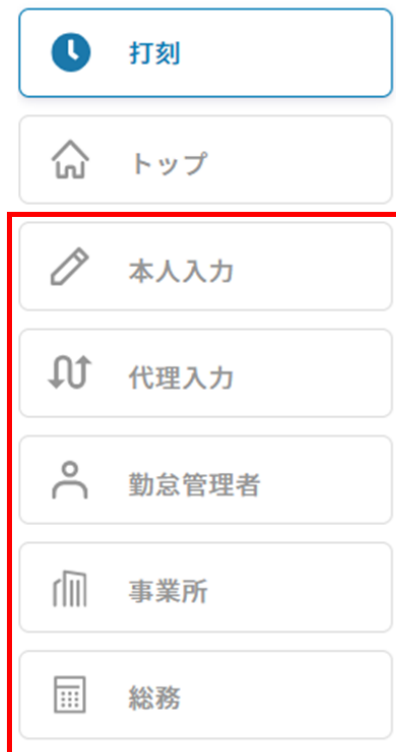 打刻
トップ
本人入力
代理入力
勤怠管理者
事業所
総務